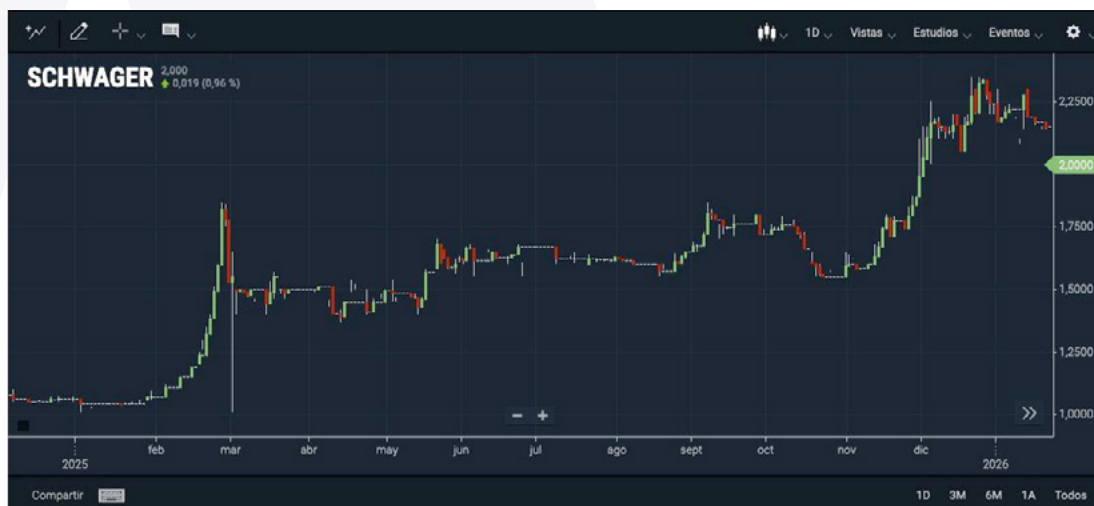 1D Vistas Estudios Eventos
SCHWAGER 2,000
0,019 (0,96 %)
2,2500
2,0000
1,7500
1,5000
1,2500
1,0000
feb mar abr may jun jul ago sept oct nov dic
2025 2026
Compartir 1D 3M 6M 1A Todos